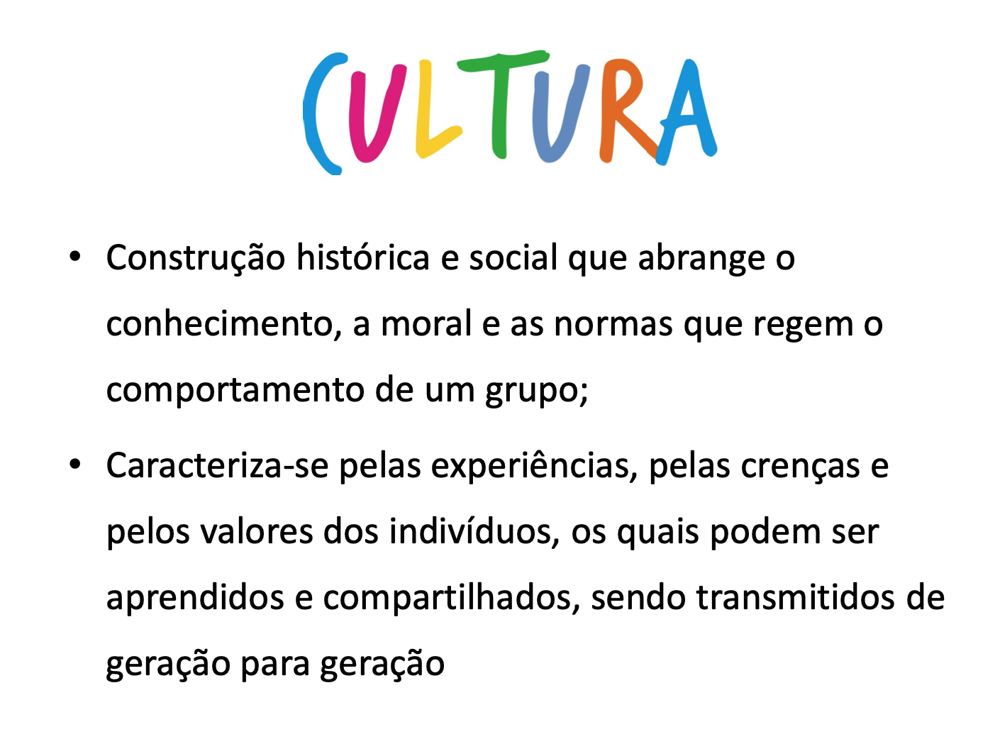 CULTURA
• Construção histórica e social que abrange o
conhecimento, a moral e as normas que regem o
comportamento de um grupo;
• Caracteriza-se pelas experiências, pelas crenças e
pelos valores dos indivíduos, os quais podem ser
aprendidos e compartilhados, sendo transmitidos de
geração para geração